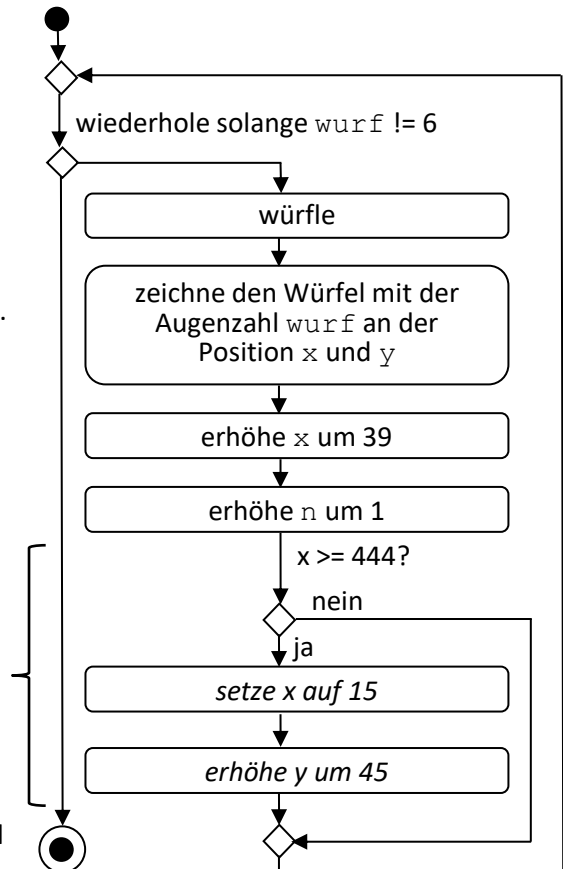 wiederhole solange wurf != 6
würfle
zeichne den Würfel mit der
Augenzahl wurf an der
Position x und y
.
erhöhe x um 39
erhöhe n um 1
x >= 444?
nein
ja
setze x auf 15
erhöhe y um 45